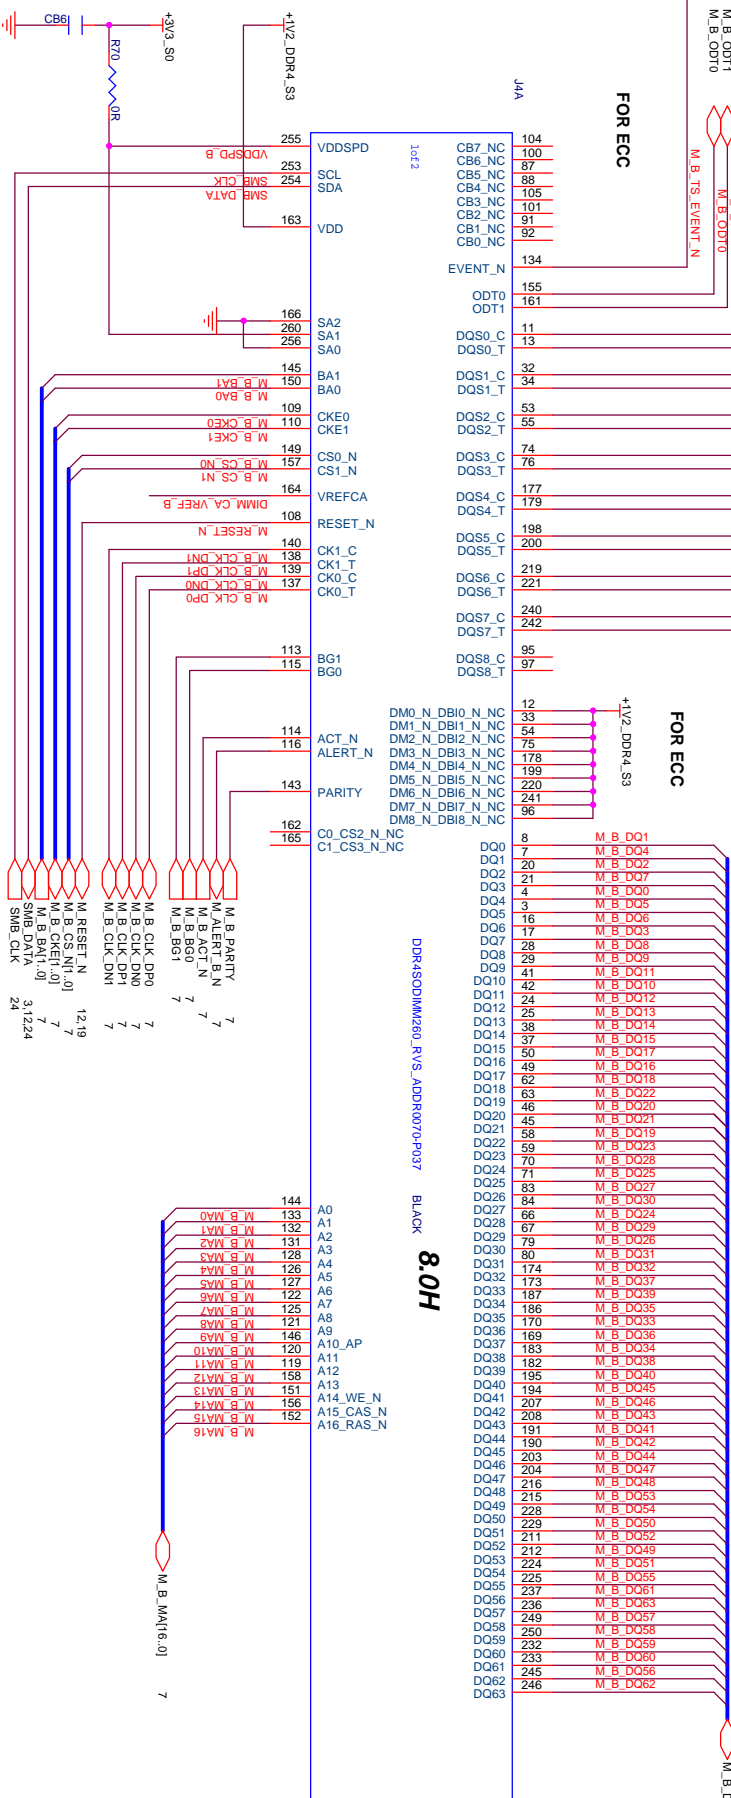 M_B_ODT1
M_B_ODT0
FOR ECC
M_B_TS_EVENT_N
M_B_ODT0
+3V3_S0
CB6
R70
0R
+1V2_DDR4_S3
J4A
1of 2
255 VDDSPD
VDDSPD_B
253 SCL
SMB_CLK
254 SDA
SMB_DATA
163 VDD
166 SA2
260 SA1
256 SA0
145 BA1
M_B_BA1
150 BA0
M_B_BA0
109 CKE0
M_B_CKE0
110 CKE1
M_B_CKE1
149 CS0_N
M_B_CS_N0
157 CS1_N
M_B_CS_N1
164 VREFCA
DIMM_CA_VREF_B
108 RESET_N
M_RESET_N
140 CK1_C
M_B_CLK_DN1
138 CK1_T
M_B_CLK_DP1
139 CK0_C
M_B_CLK_DN0
137 CK0_T
M_B_CLK_DP0
113 BG1
115 BG0
114 ACT_N
116 ALERT_N
143 PARITY
162 C0_CS2_N_NC
165 C1_CS3_N_NC
CB7_NC 104
CB6_NC 100
CB5_NC 87
CB4_NC 88
CB3_NC 105
CB2_NC 101
CB1_NC 91
CB0_NC 92
EVENT_N 134
ODT0 155
ODT1 161
DQS0_C 11
DQS0_T 13
DQS1_C 32
DQS1_T 34
DQS2_C 53
DQS2_T 55
DQS3_C 74
DQS3_T 76
DQS4_C 177
DQS4_T 179
DQS5_C 198
DQS5_T 200
DQS6_C 219
DQS6_T 221
DQS7_C 240
DQS7_T 242
DQS8_C 95
DQS8_T 97
+1V2_DDR4_S3
FOR ECC
DM0_N_DBI0_N_NC 12
DM1_N_DBI1_N_NC 33
DM2_N_DBI2_N_NC 54
DM3_N_DBI3_N_NC 75
DM4_N_DBI4_N_NC 178
DM5_N_DBI5_N_NC 199
DM6_N_DBI6_N_NC 220
DM7_N_DBI7_N_NC 241
DM8_N_DBI8_N_NC 96
DQ0 8 M_B_DQ1
DQ1 7 M_B_DQ4
DQ2 20 M_B_DQ2
DQ3 21 M_B_DQ7
DQ4 4 M_B_DQ0
DQ5 3 M_B_DQ5
DQ6 16 M_B_DQ6
DQ7 17 M_B_DQ3
DQ8 28 M_B_DQ8
DQ9 29 M_B_DQ9
DQ10 41 M_B_DQ11
DQ11 42 M_B_DQ10
DQ12 24 M_B_DQ12
DQ13 25 M_B_DQ13
DQ14 38 M_B_DQ14
DQ15 37 M_B_DQ15
DQ16 50 M_B_DQ17
DQ17 49 M_B_DQ16
DQ18 62 M_B_DQ18
DQ19 63 M_B_DQ22
DQ20 46 M_B_DQ20
DQ21 45 M_B_DQ21
DQ22 58 M_B_DQ19
DQ23 59 M_B_DQ23
DQ24 70 M_B_DQ28
DQ25 71 M_B_DQ25
DQ26 83 M_B_DQ27
DQ27 84 M_B_DQ30
DQ28 66 M_B_DQ24
DQ29 67 M_B_DQ29
DQ30 79 M_B_DQ26
DQ31 80 M_B_DQ31
DQ32 174 M_B_DQ32
DQ33 173 M_B_DQ37
DQ34 187 M_B_DQ39
DQ35 186 M_B_DQ35
DQ36 170 M_B_DQ33
DQ37 169 M_B_DQ36
DQ38 183 M_B_DQ34
DQ39 182 M_B_DQ38
DQ40 195 M_B_DQ40
DQ41 194 M_B_DQ45
DQ42 207 M_B_DQ46
DQ43 208 M_B_DQ43
DQ44 191 M_B_DQ41
DQ45 190 M_B_DQ42
DQ46 203 M_B_DQ44
DQ47 204 M_B_DQ47
DQ48 216 M_B_DQ48
DQ49 215 M_B_DQ53
DQ50 228 M_B_DQ54
DQ51 229 M_B_DQ50
DQ52 211 M_B_DQ52
DQ53 212 M_B_DQ49
DQ54 224 M_B_DQ51
DQ55 225 M_B_DQ55
DQ56 237 M_B_DQ61
DQ57 236 M_B_DQ63
DQ58 249 M_B_DQ57
DQ59 250 M_B_DQ58
DQ60 232 M_B_DQ59
DQ61 233 M_B_DQ60
DQ62 245 M_B_DQ56
DQ63 246 M_B_DQ62
M_B_PARITY 7
M_ALERT_B_N 7
M_B_ACT_N 7
M_B_BG0 7
M_B_BG1 7
M_B_CLK_DP0 7
M_B_CLK_DN0 7
M_B_CLK_DP1 7
M_B_CLK_DN1 7
M_RESET_N 12,19
M_B_CS_N[1..0] 7
M_B_CKE[1..0] 7
M_B_BA[1..0] 7
SMB_DATA 3,12,24
SMB_CLK 24
DDR4SODIMM260_RVS_ADDR0070-P037 BLACK
8.0H
144 A0
M_B_MA0
133 A1
M_B_MA1
132 A2
M_B_MA2
131 A3
M_B_MA3
128 A4
M_B_MA4
126 A5
M_B_MA5
127 A6
M_B_MA6
122 A7
M_B_MA7
125 A8
M_B_MA8
121 A9
M_B_MA9
146 A10_AP
M_B_MA10
120 A11
M_B_MA11
119 A12
M_B_MA12
158 A13
M_B_MA13
151 A14_WE_N
M_B_MA14
156 A15_CAS_N
M_B_MA15
152 A16_RAS_N
M_B_MA16
M_B_MA[16..0] 7